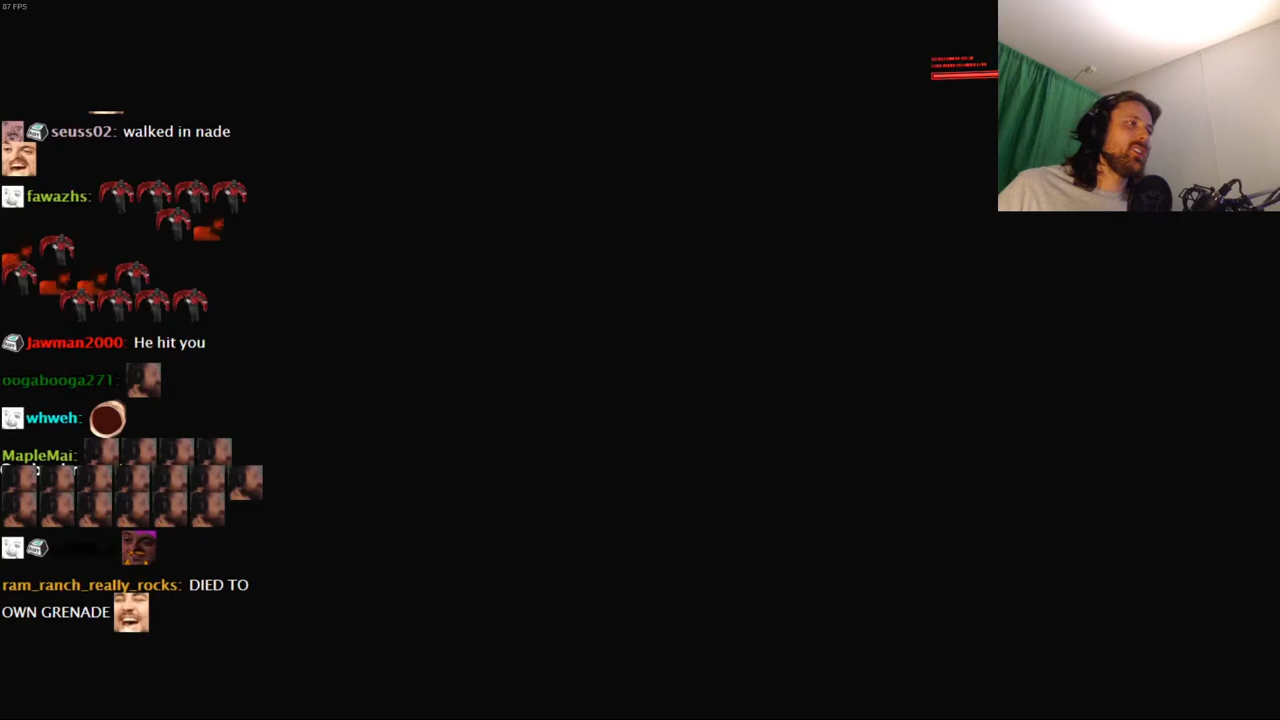 87 FPS
seuss02: walked in nade
fawazhs:
Jawman2000: He hit you
oogabooga271:
whweh:
MapleMai:
ram_ranch_really_rocks: DIED TO
OWN GRENADE